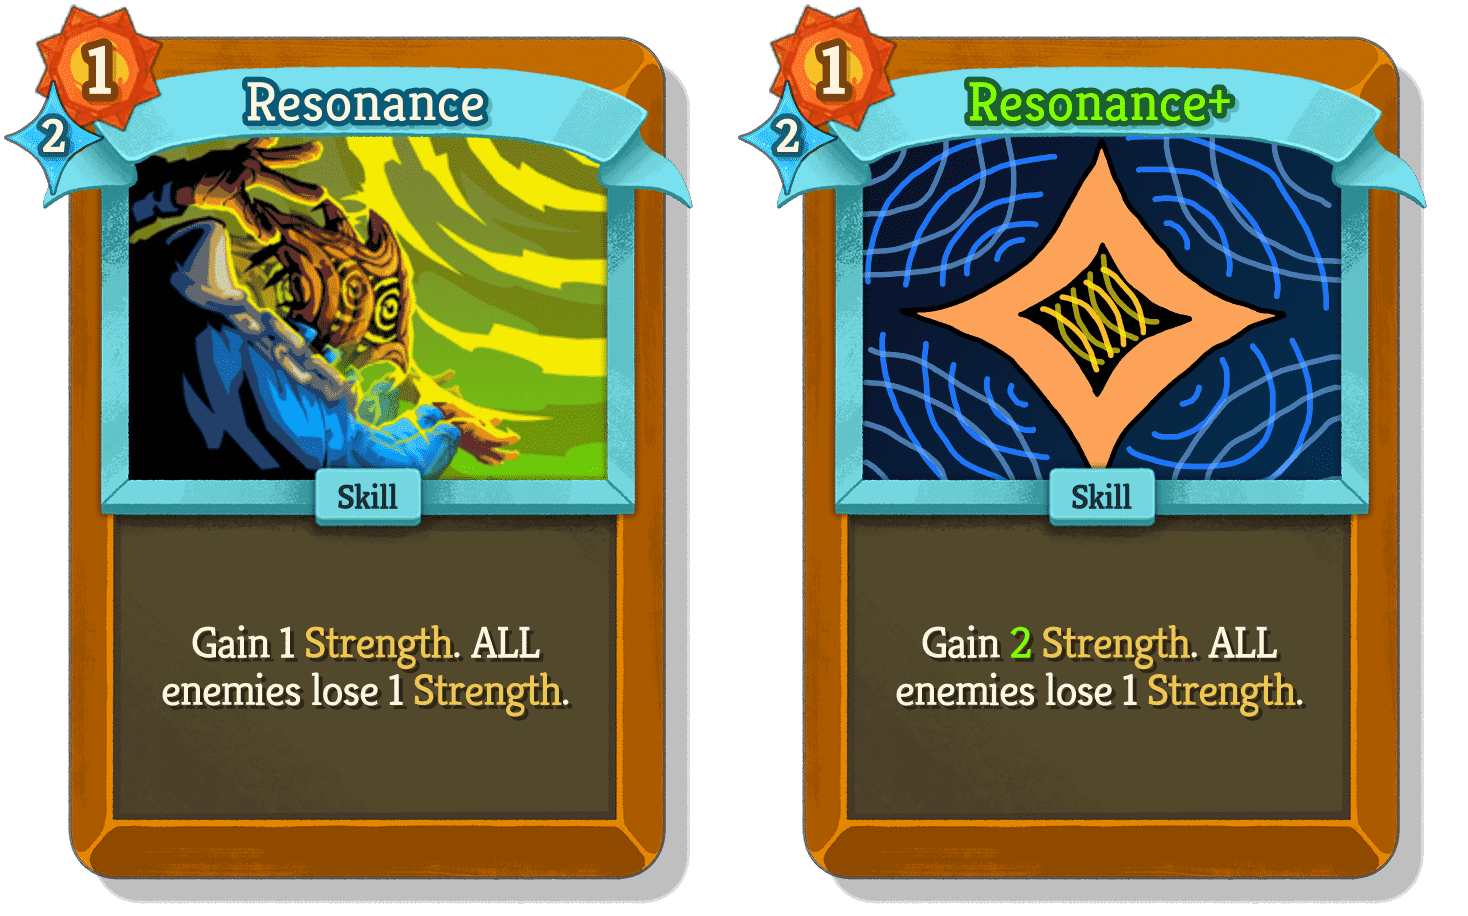 1
2
Resonance
Skill
Gain 1 Strength. ALL
enemies lose 1 Strength.
1
2
Resonance+
Skill
Gain 2 Strength. ALL
enemies lose 1 Strength.